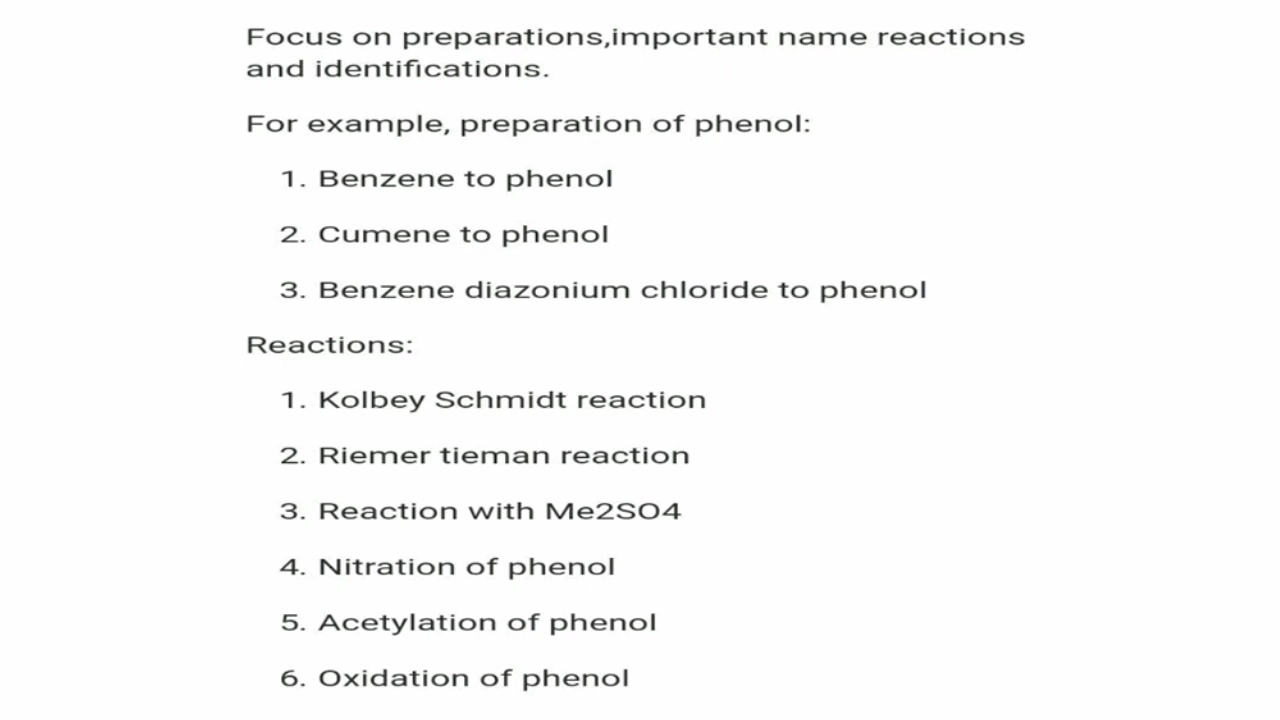 Focus on preparations,important name reactions
and identifications.
For example, preparation of phenol:
1. Benzene to phenol
2. Cumene to phenol
3. Benzene diazonium chloride to phenol
Reactions:
1. Kolbey Schmidt reaction
2. Riemer tieman reaction
3. Reaction with Me2SO4
4. Nitration of phenol
5. Acetylation of phenol
6. Oxidation of phenol